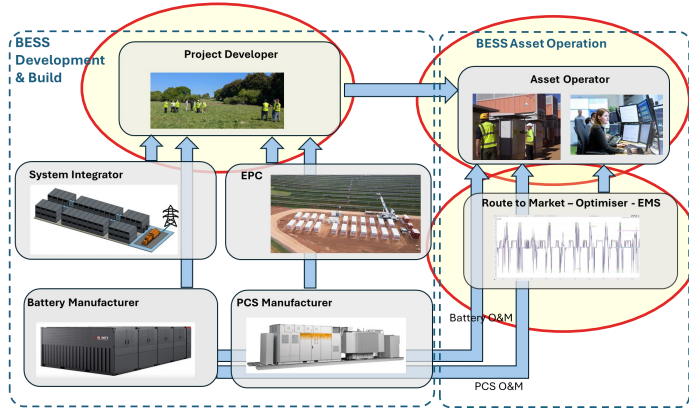 BESS
Development
& Build
Project Developer
BESS Asset Operation
Asset Operator
System Integrator
EPC
Route to Market – Optimiser - EMS
Battery Manufacturer
PCS Manufacturer
Battery O&M
PCS O&M